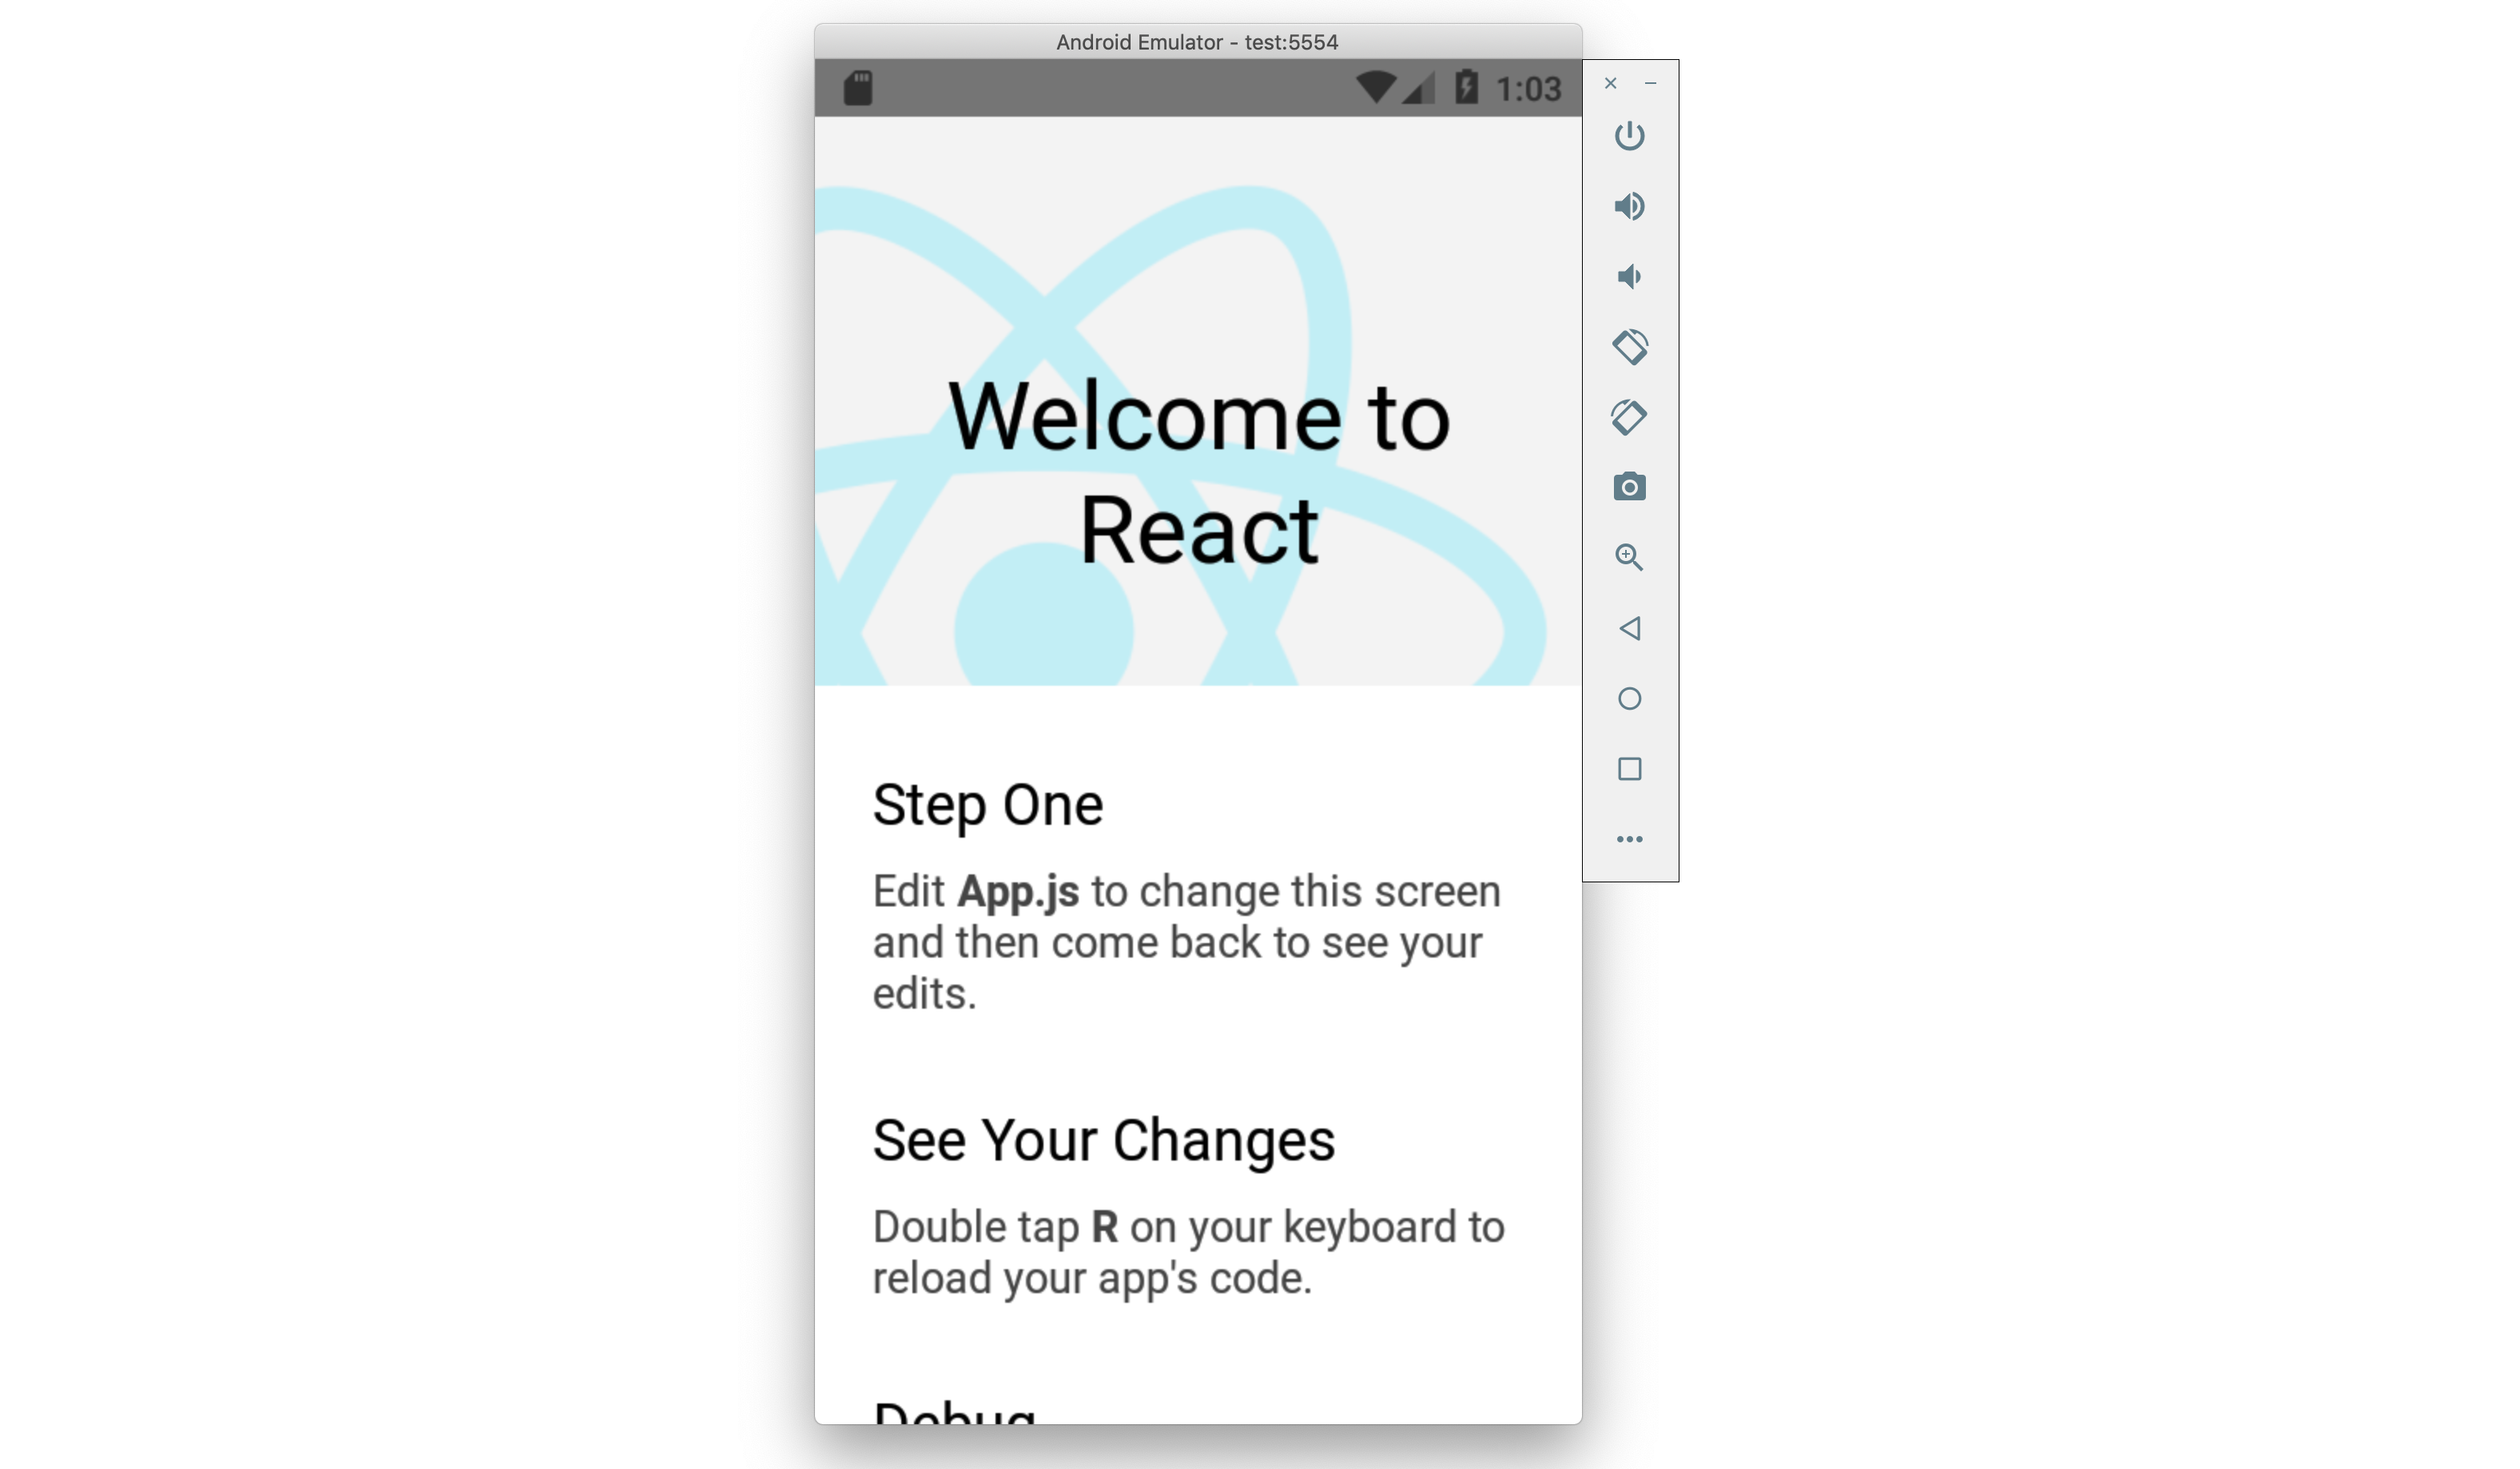 Android Emulator - test:5554
1:03
Welcome to
React
Step One
Edit App.js to change this screen
and then come back to see your
edits.
See Your Changes
Double tap R on your keyboard to
reload your app's code.
Debug